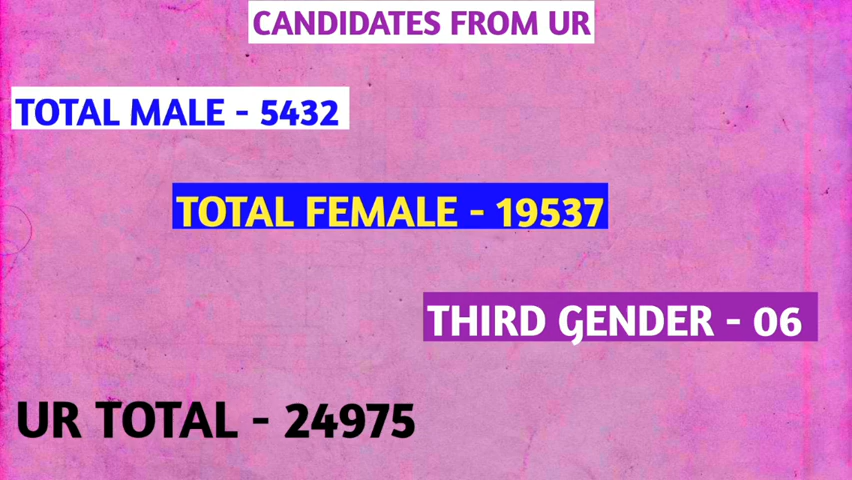 CANDIDATES FROM UR
TOTAL MALE - 5432
TOTAL FEMALE - 19537
THIRD GENDER - 06
UR TOTAL - 24975